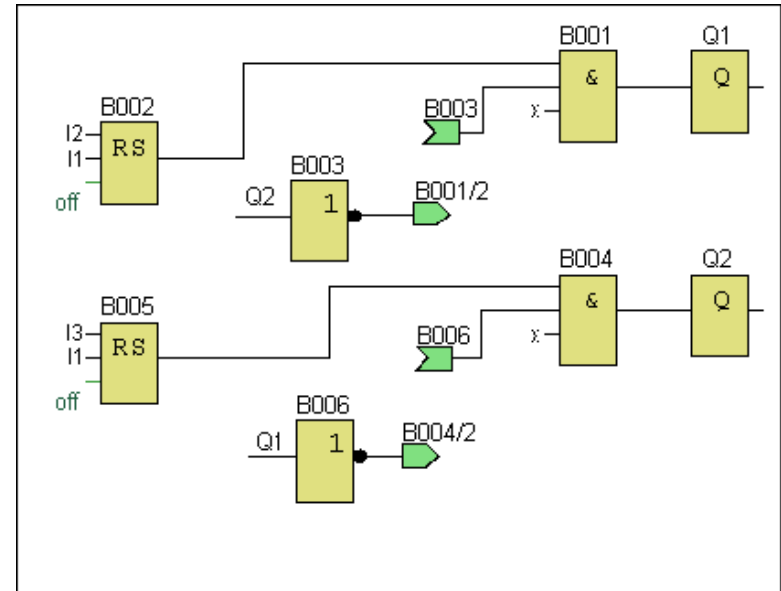 B001
Q1
&
Q
B002
I2
I1
RS
off
B003
x
B003
Q2
1
B001/2
B004
Q2
&
Q
B005
I3
I1
RS
off
B006
x
B006
Q1
1
B004/2